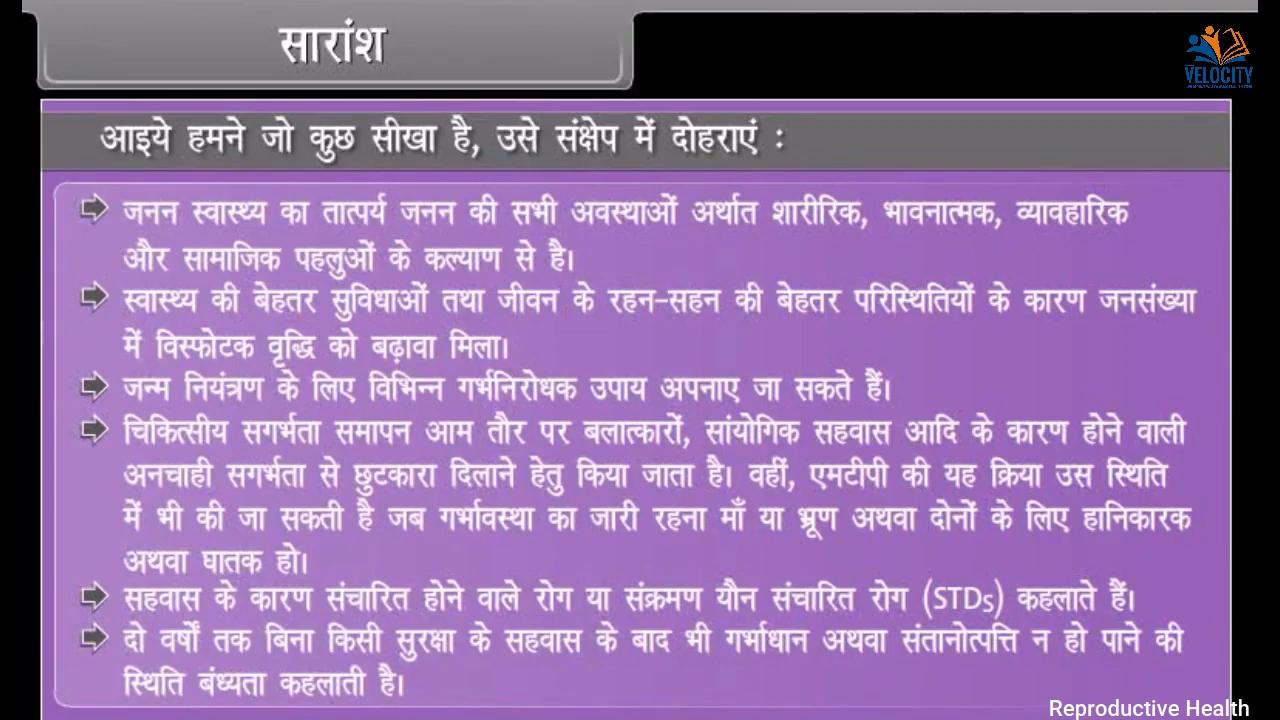 सारांश
VELOCITY
आइये हमने जो कुछ सीखा है, उसे संक्षेप में दोहराएं :
जनन स्वास्थ्य का तात्पर्य जनन की सभी अवस्थाओं अर्थात शारीरिक, भावनात्मक, व्यावहारिक
और सामाजिक पहलुओं के कल्याण से है।
स्वास्थ्य की बेहतर सुविधाओं तथा जीवन के रहन-सहन की बेहतर परिस्थितियों के कारण जनसंख्या
में विस्फोटक वृद्धि को बढ़ावा मिला।
जन्म नियंत्रण के लिए विभिन्न गर्भनिरोधक उपाय अपनाए जा सकते हैं।
चिकित्सीय सगर्भता समापन आम तौर पर बलात्कारों, सांयोगिक सहवास आदि के कारण होने वाली
अनचाही सगर्भता से छुटकारा दिलाने हेतु किया जाता है। वहीं, एमटीपी की यह क्रिया उस स्थिति
में भी की जा सकती है जब गर्भावस्था का जारी रहना माँ या भ्रूण अथवा दोनों के लिए हानिकारक
अथवा घातक हो।
सहवास के कारण संचारित होने वाले रोग या संक्रमण यौन संचारित रोग (STDs) कहलाते हैं।
दो वर्षों तक बिना किसी सुरक्षा के सहवास के बाद भी गर्भाधान अथवा संतानोत्पत्ति न हो पाने की
स्थिति बंध्यता कहलाती है।
Reproductive Health